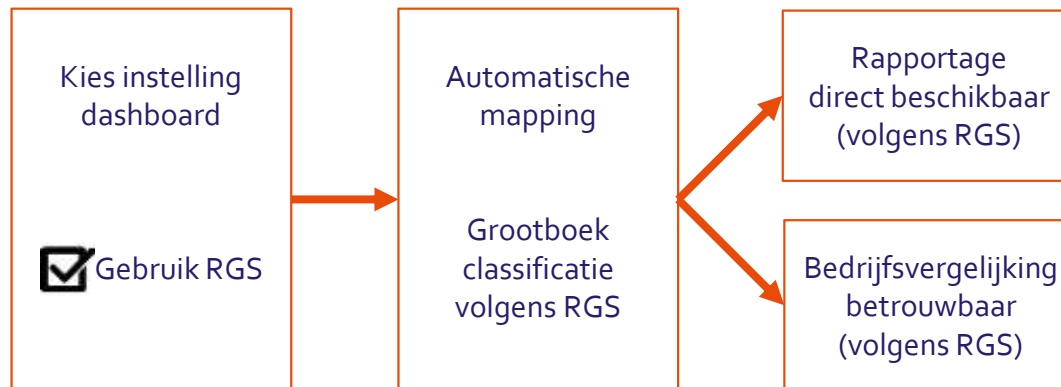 Kies instelling
dashboard
Gebruik RGS
Automatische
mapping
Grootboek
classificatie
volgens RGS
Rapportage
direct beschikbaar
(volgens RGS)
Bedrijfsvergelijking
betrouwbaar
(volgens RGS)